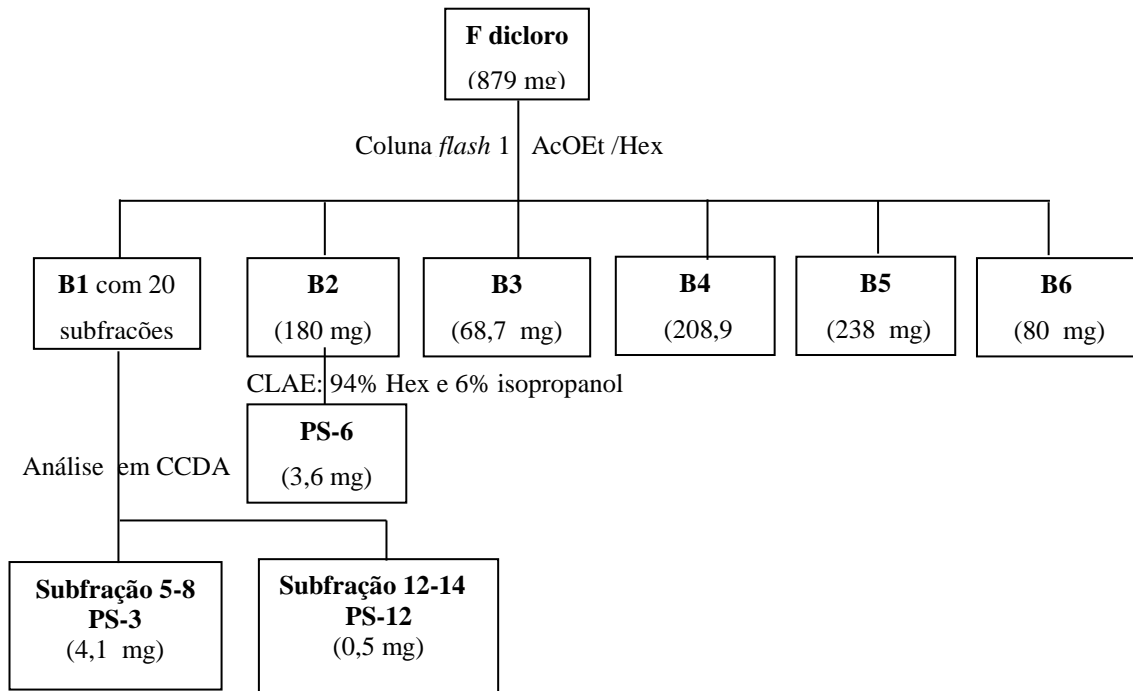 F dicloro
(879 mg)
Coluna flash 1 AcOEt /Hex
B1 com 20
subfracões
B2
(180 mg)
B3
(68,7 mg)
B4
(208,9
B5
(238 mg)
B6
(80 mg)
CLAE: 94% Hex e 6% isopropanol
PS-6
(3,6 mg)
Análise em CCDA
Subfração 5-8
PS-3
(4,1 mg)
Subfração 12-14
PS-12
(0,5 mg)